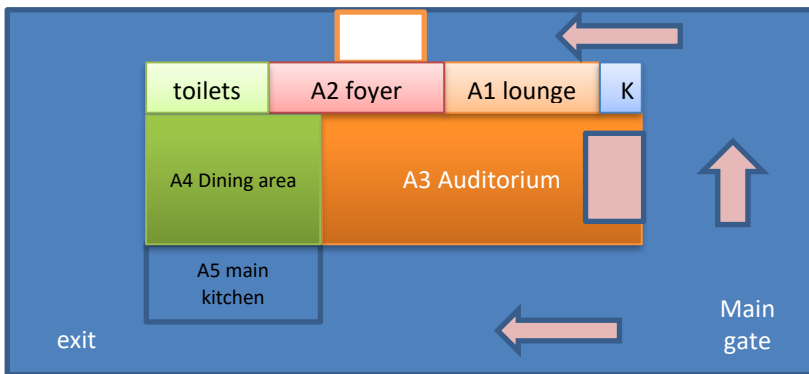 toilets
A2 foyer
A1 lounge
K
A4 Dining area
A3 Auditorium
A5 main
kitchen
exit
Main
gate